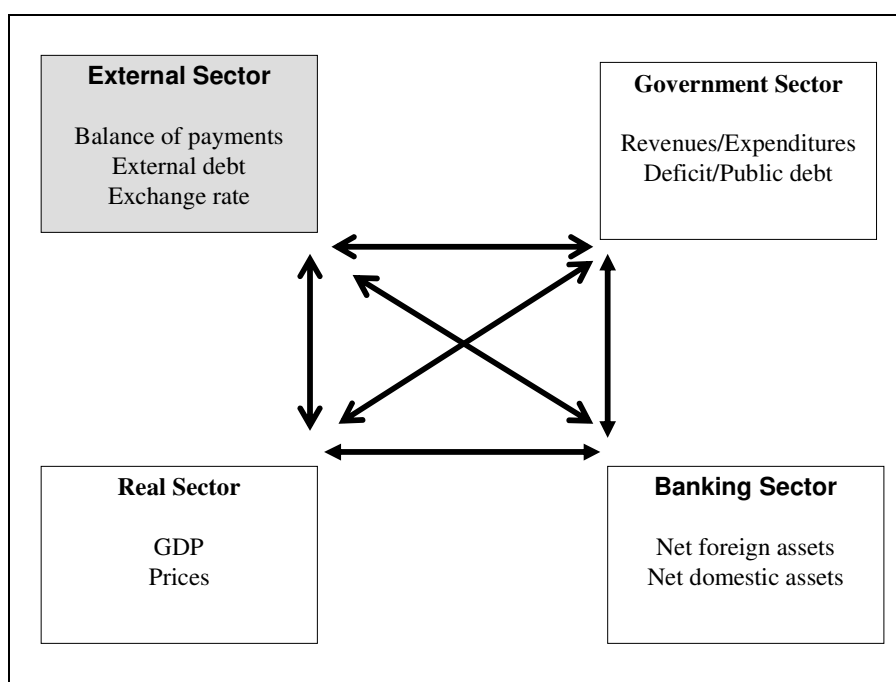 External Sector
Balance of payments
External debt
Exchange rate
Government Sector
Revenues/Expenditures
Deficit/Public debt
Real Sector
GDP
Prices
Banking Sector
Net foreign assets
Net domestic assets